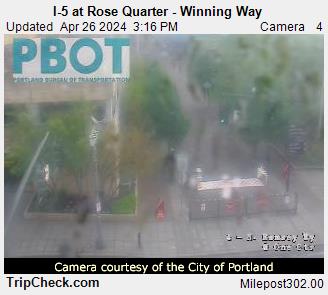 I-5 at Rose Quarter - Winning Way
Updated Apr 26 2024 3:16 PM Camera 4
PBOT
PORTLAND BUREAU OF TRANSPORTATION
Camera courtesy of the City of Portland
TripCheck.com Milepost302.00